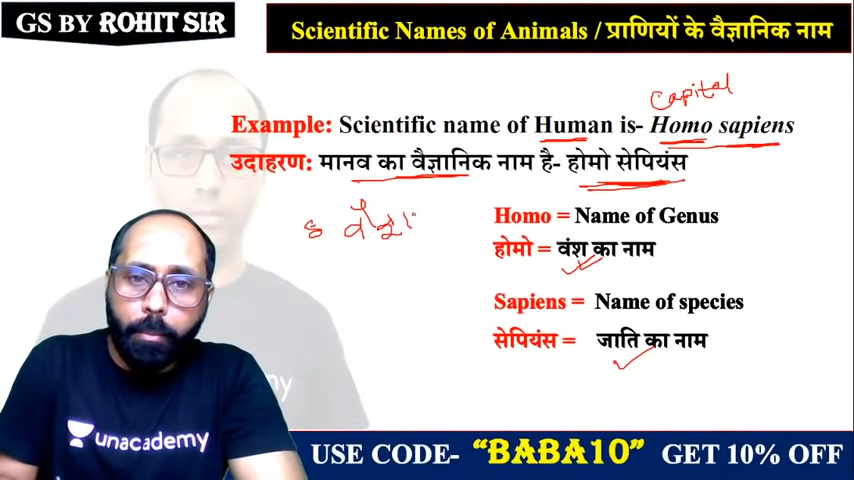 GS BY ROHIT SIR
Scientific Names of Animals / प्राणियों के वैज्ञानिक नाम
Capital
Example: Scientific name of Human is- Homo sapiens
उदाहरण: मानव का वैज्ञानिक नाम है- होमो सेपियंस
Homo = Name of Genus
होमो = वंश का नाम
Sapiens = Name of species
सेपियंस = जाति का नाम
unacademy
USE CODE- “BABA10” GET 10% OFF